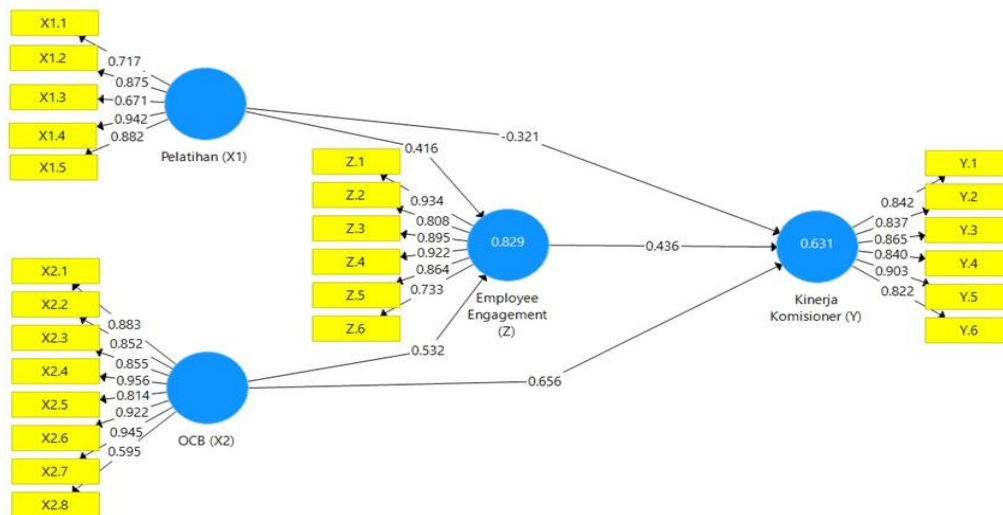 X1.1
X1.2
X1.3
X1.4
X1.5
0.717
0.875
0.671
0.942
0.882
Pelatihan (X1)
-0.321
0.416
Z.1
Z.2
Z.3
Z.4
Z.5
Z.6
0.934
0.808
0.895
0.922
0.864
0.733
0.829
Employee
Engagement
(Z)
0.436
0.631
Kinerja
Komisioner (Y)
0.842
0.837
0.865
0.840
0.903
0.822
Y.1
Y.2
Y.3
Y.4
Y.5
Y.6
X2.1
X2.2
X2.3
X2.4
X2.5
X2.6
X2.7
X2.8
0.883
0.852
0.855
0.956
0.814
0.922
0.945
0.595
OCB (X2)
0.532
0.656